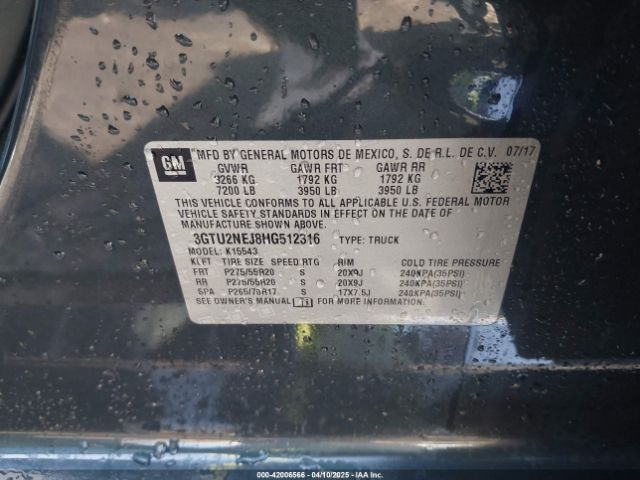 GM
*MFD BY GENERAL MOTORS DE MEXICO, S. DE R.L. DE C.V. 07/17
GVWR GAWR FRT GAWR RR
3266 KG 1792 KG 1792 KG
7200 LB 3950 LB 3950 LB
THIS VEHICLE CONFORMS TO ALL APPLICABLE U.S. FEDERAL MOTOR
VEHICLE SAFETY STANDARDS IN EFFECT ON THE DATE OF
MANUFACTURE SHOWN ABOVE.
3GTU2NEJ8HG512316 TYPE: TRUCK
MODEL: K15543
KLFT TIRE SIZE SPEED RTG RIM COLD TIRE PRESSURE
FRT P275/55R20 S 20X9J 240KPA(35PSI)
RR P275/55R20 S 20X9J 240KPA(35PSI)
SPA P265/70R17 S 17X7.5J 240KPA(35PSI)
SEE OWNER'S MANUAL FOR MORE INFORMATION.
IAA - 42006566 - 04/10/2025 - IAAI.COM